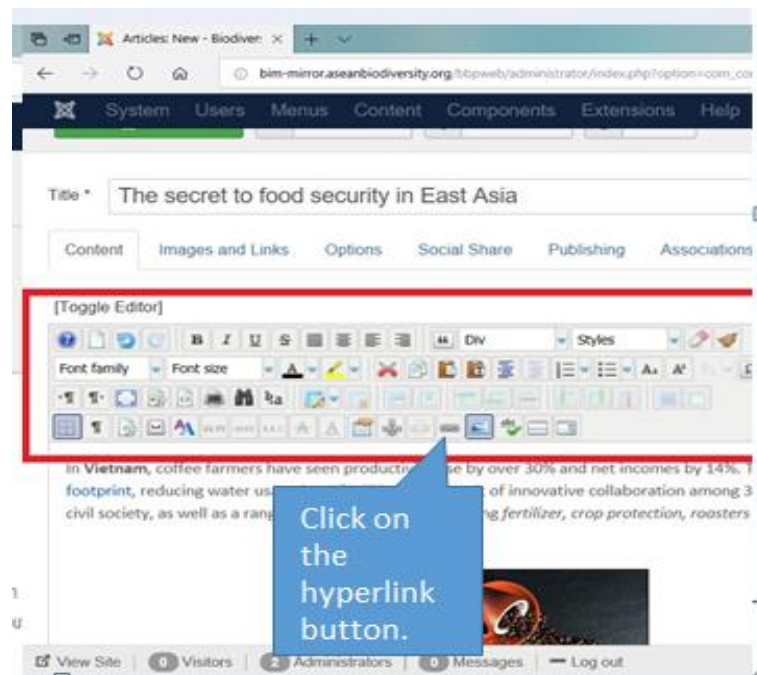 Articles: New - Biodiver:
bim-mirror.aseanbiodiversity.org/bbpweb/administrator/index.php?option=com_co
System Users Menus Content Components Extensions Help
Title * The secret to food security in East Asia
Content Images and Links Options Social Share Publishing Associations
[Toggle Editor]
B I U S Div Styles
Font family Font size
In Vietnam, coffee farmers have seen by over 30% and net incomes by 14%.
footprint, reducing water of innovative collaboration among 3
civil society, as well as a fertilizer, crop protection, roasters
Click on
the
hyperlink
button.
View Site 0 Visitors 2 Administrators 0 Messages Log out